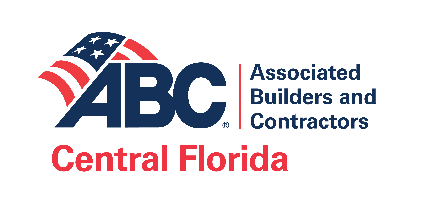 ABC®
Associated
Builders and
Contractors
Central Florida